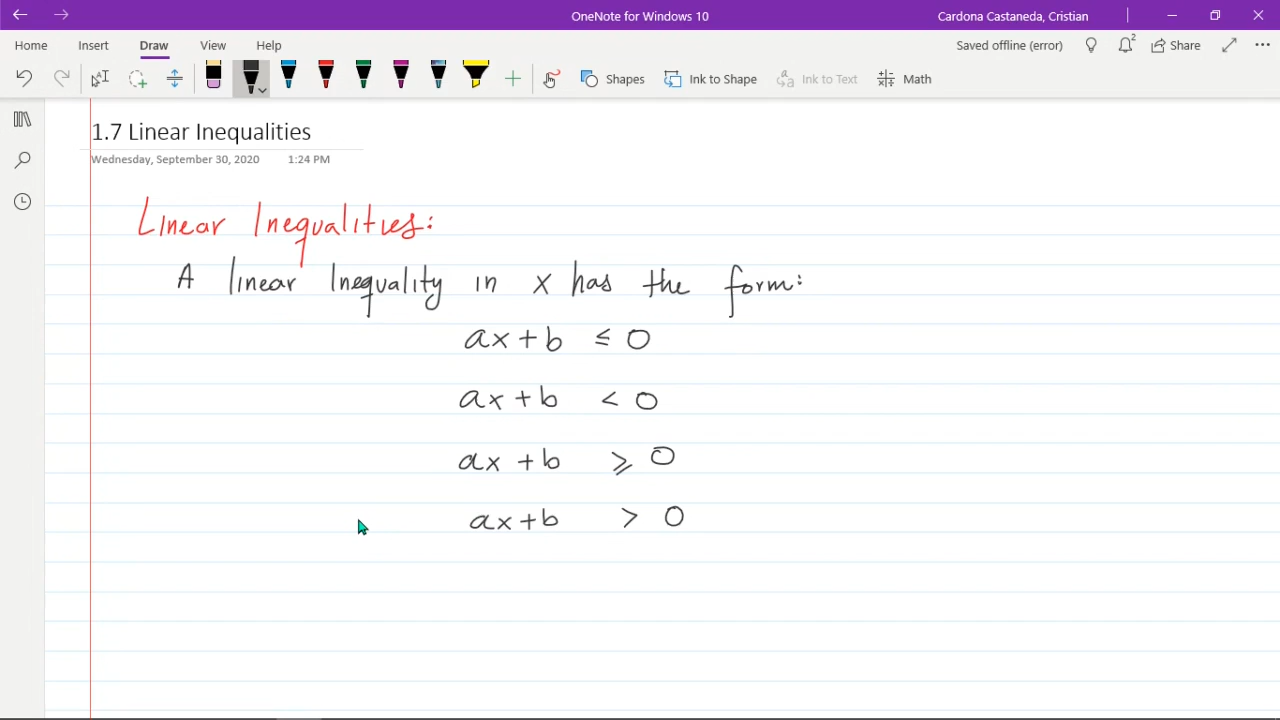 OneNote for Windows 10
Cardona Castaneda, Cristian
Home Insert Draw View Help
Saved offline (error) Share
Shapes Ink to Shape Ink to Text Math
1.7 Linear Inequalities
Wednesday, September 30, 2020 1:24 PM
Linear Inequalities:
A linear Inequality in x has the form:
ax+b ≤ 0
ax+b < 0
ax+b ⩾ 0
ax+b > 0